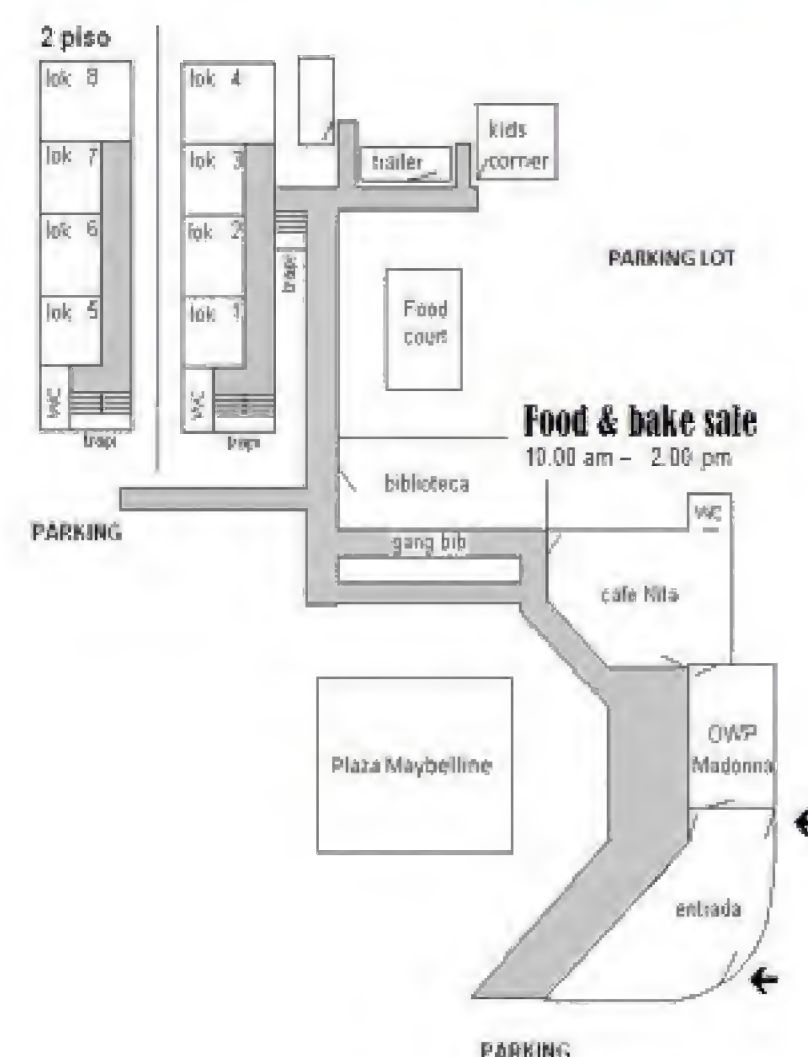 2 piso
lok 8
lok 7
lok 6
lok 5
WC
trapi
lok 4
lok 3
lok 2
lok 1
WC
trapi
trapi
trailer
kids
corner
PARKING LOT
Food
court
Food & bake sale
10.00 am – 2.00 pm
biblioteca
PARKING
gang bib
WC
cafe Nita
Plaza Maybelline
OWP
Madonna
entrada
PARKING